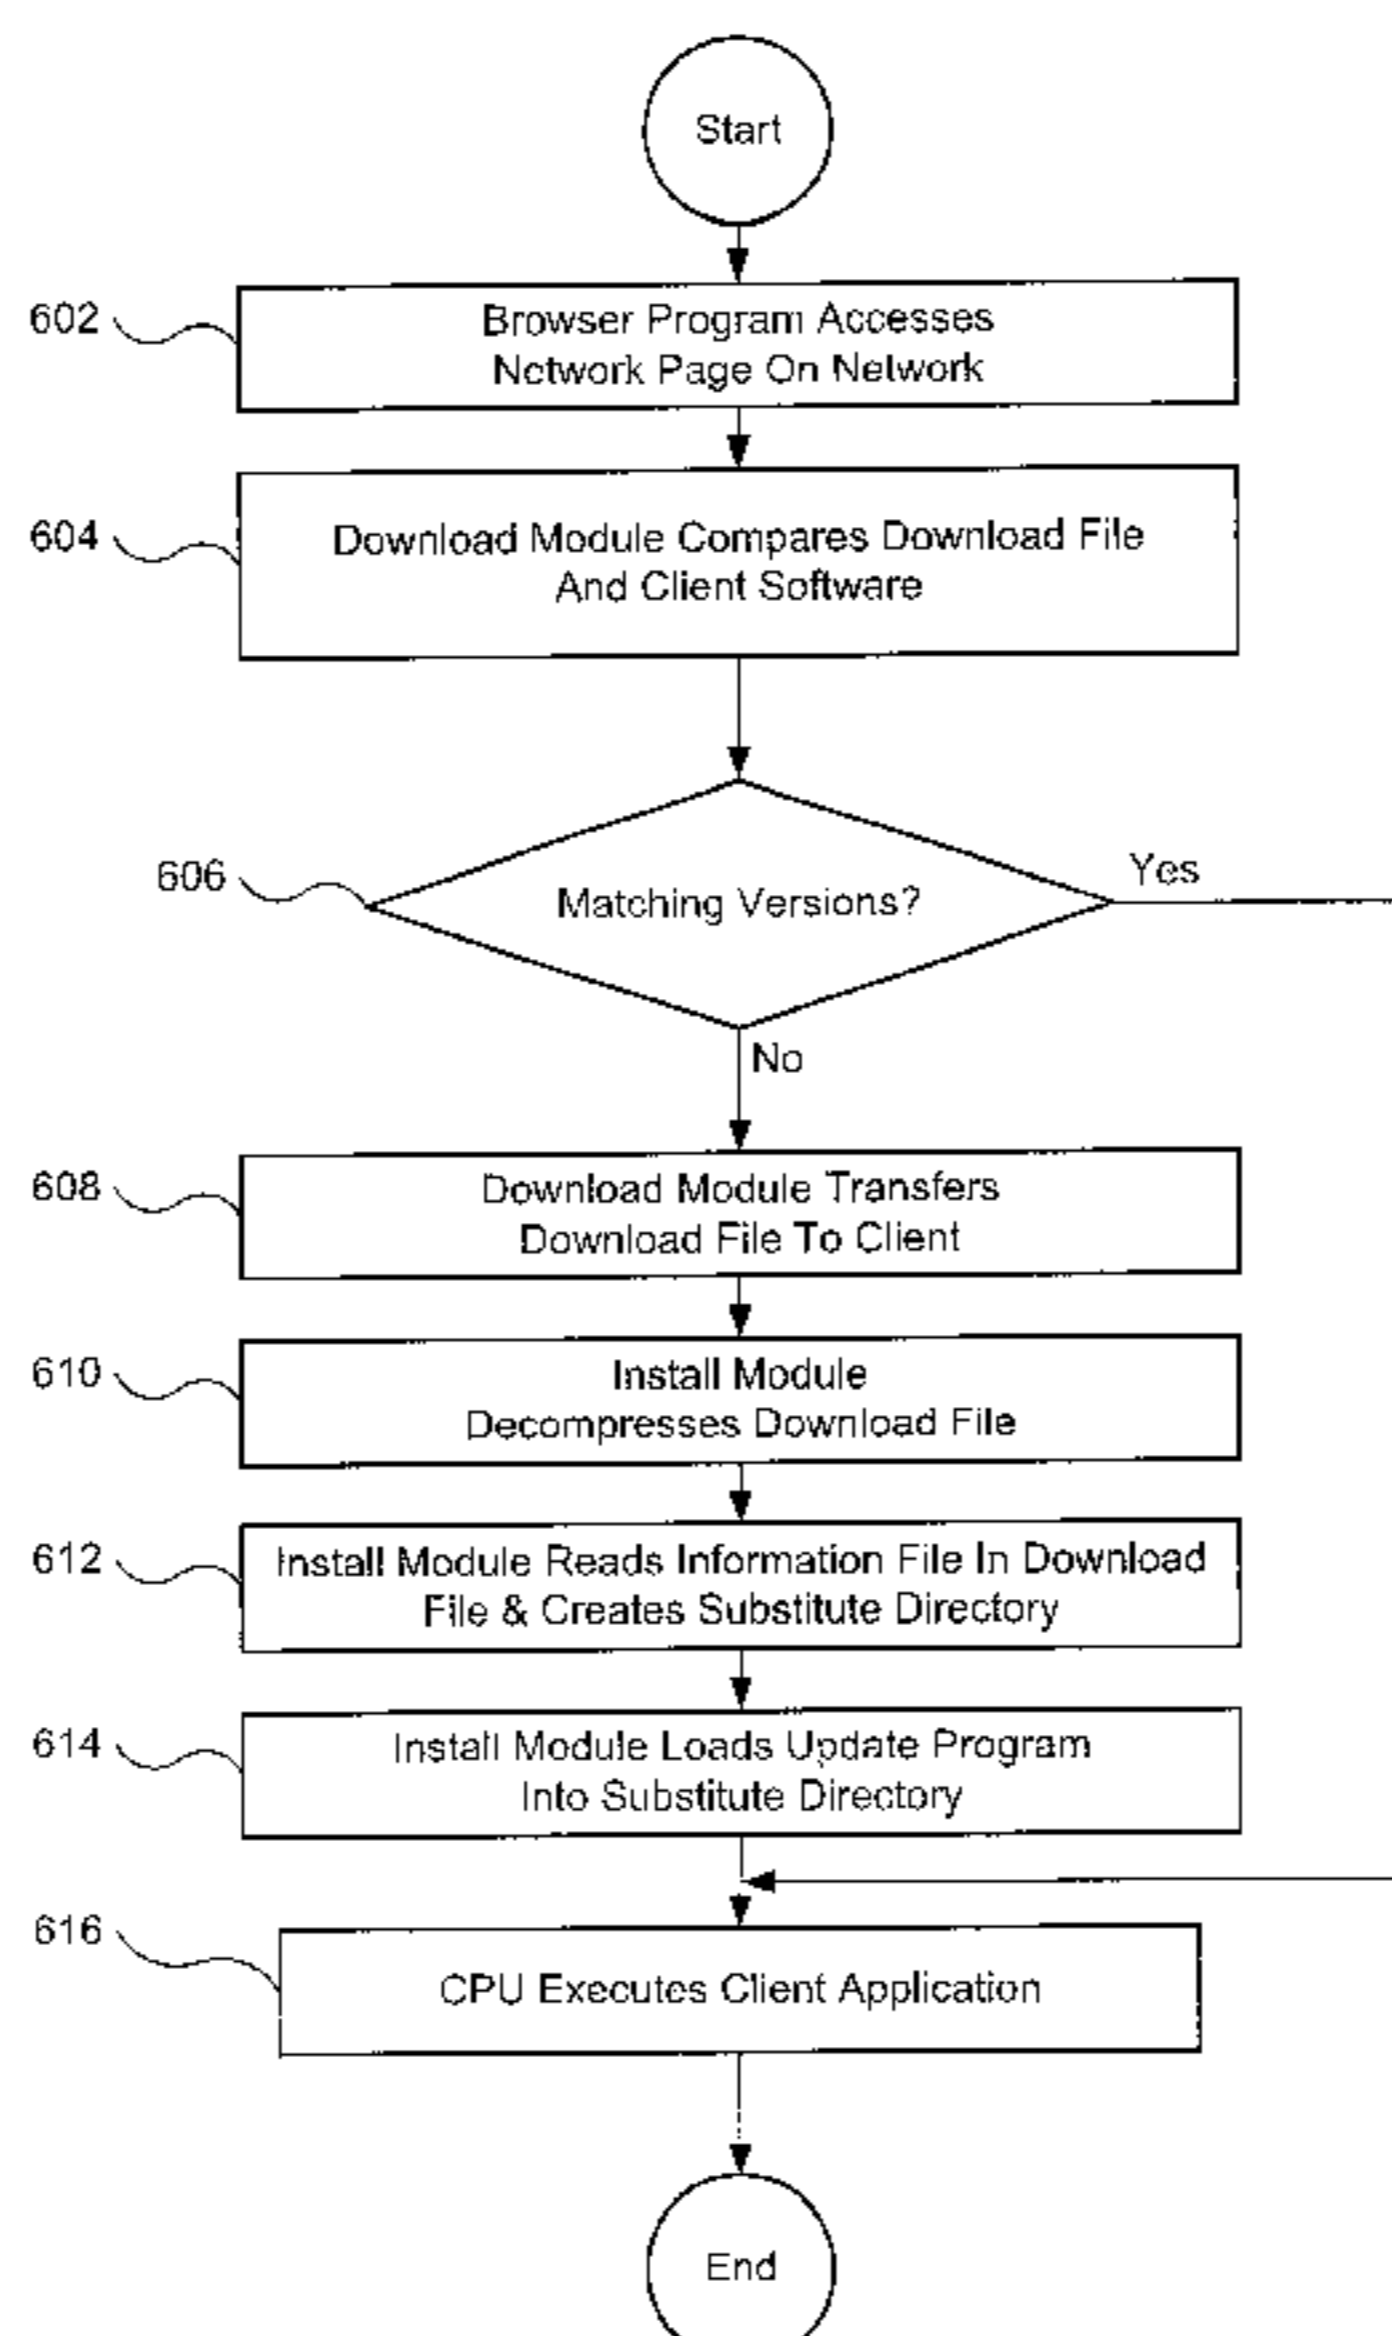 Start
602
Browser Program Accesses
Network Page On Network
604
Download Module Compares Download File
And Client Software
606
Matching Versions?
Yes
No
608
Download Module Transfers
Download File To Client
610
Install Module
Decompresses Download File
612
Install Module Reads Information File In Download
File & Creates Substitute Directory
614
Install Module Loads Update Program
Into Substitute Directory
616
CPU Executes Client Application
End